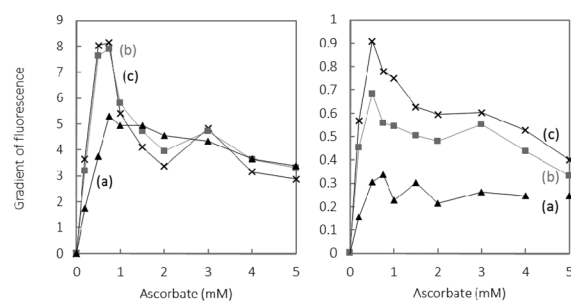 Gradient of fluorescence
9
8
7
6
5
4
3
2
1
0
(b)
(c)
(a)
0 1 2 3 4 5
Ascorbate (mM)
1
0.9
0.8
0.7
0.6
0.5
0.4
0.3
0.2
0.1
0
(c)
(b)
(a)
0 1 2 3 4 5
Ascorbate (mM)